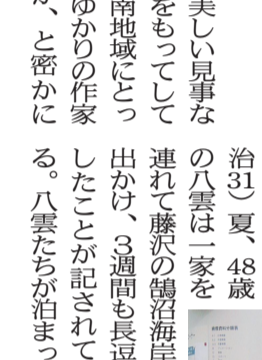 美しい見事な
をもってして
南地域にとっ
ゆかりの作家
か、と密かに
治31）夏、48歳
の八雲は一家を
連れて藤沢の鵠沼海岸
出かけ、3週間も長逗
したことが記されて
る。八雲たちが泊まっ